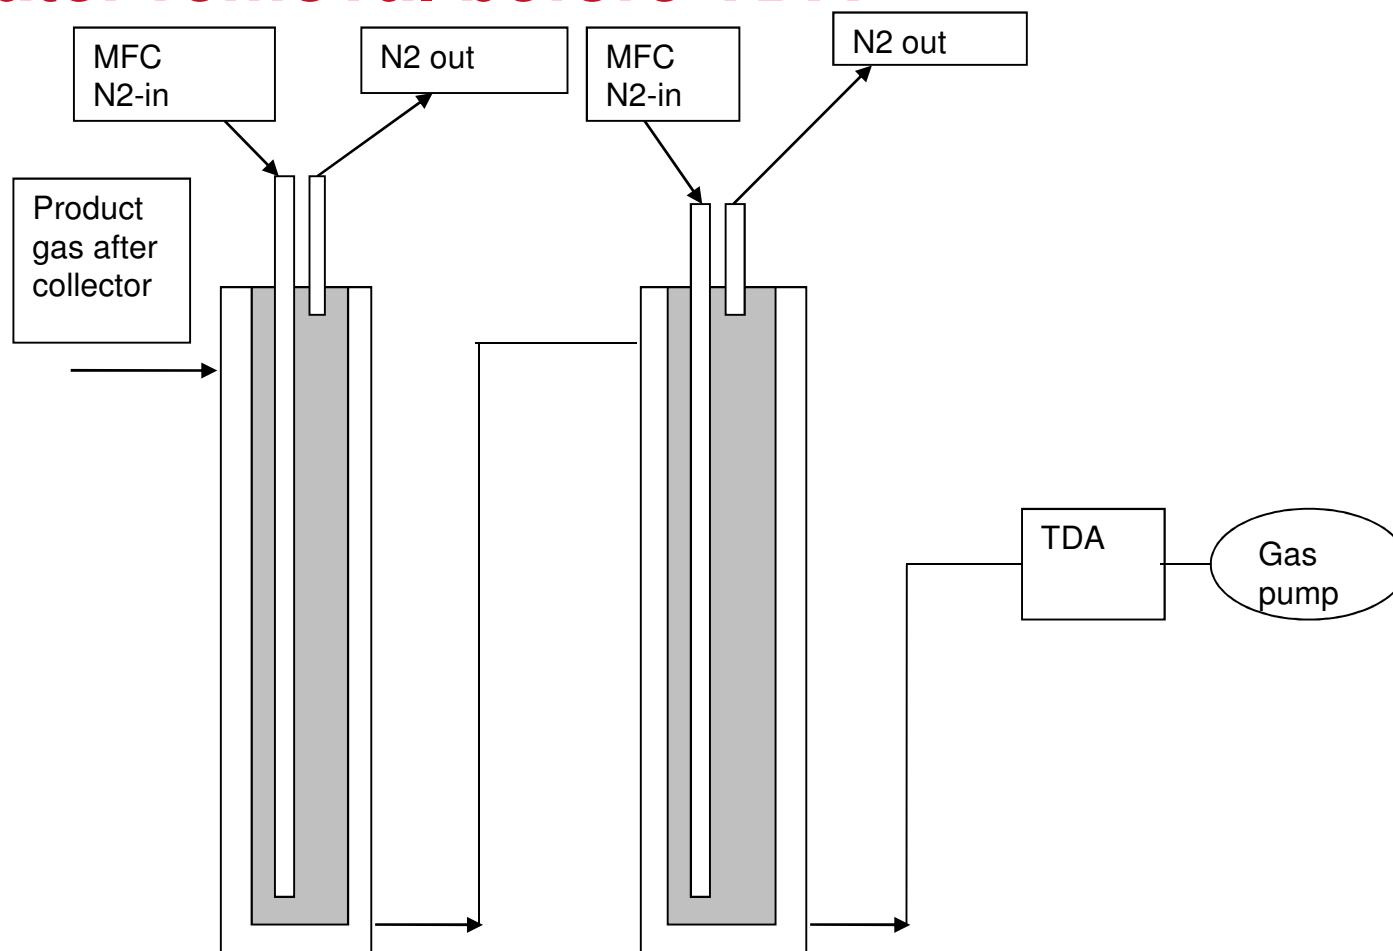 MFC
N2-in
N2 out
MFC
N2-in
N2 out
Product
gas after
collector
TDA
Gas
pump